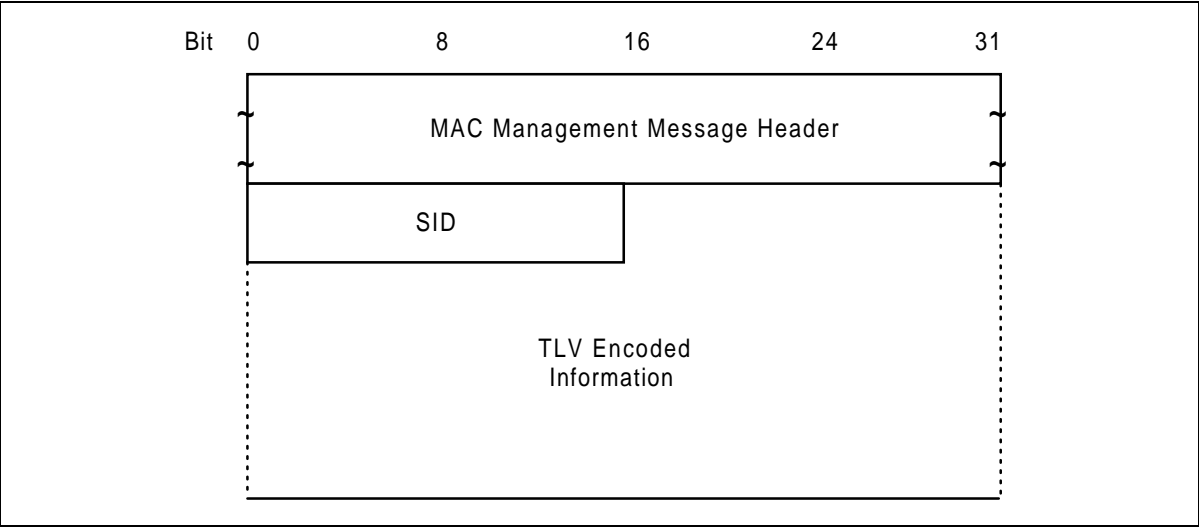 Bit 0 8 16 24 31
MAC Management Message Header
SID
TLV Encoded
Information